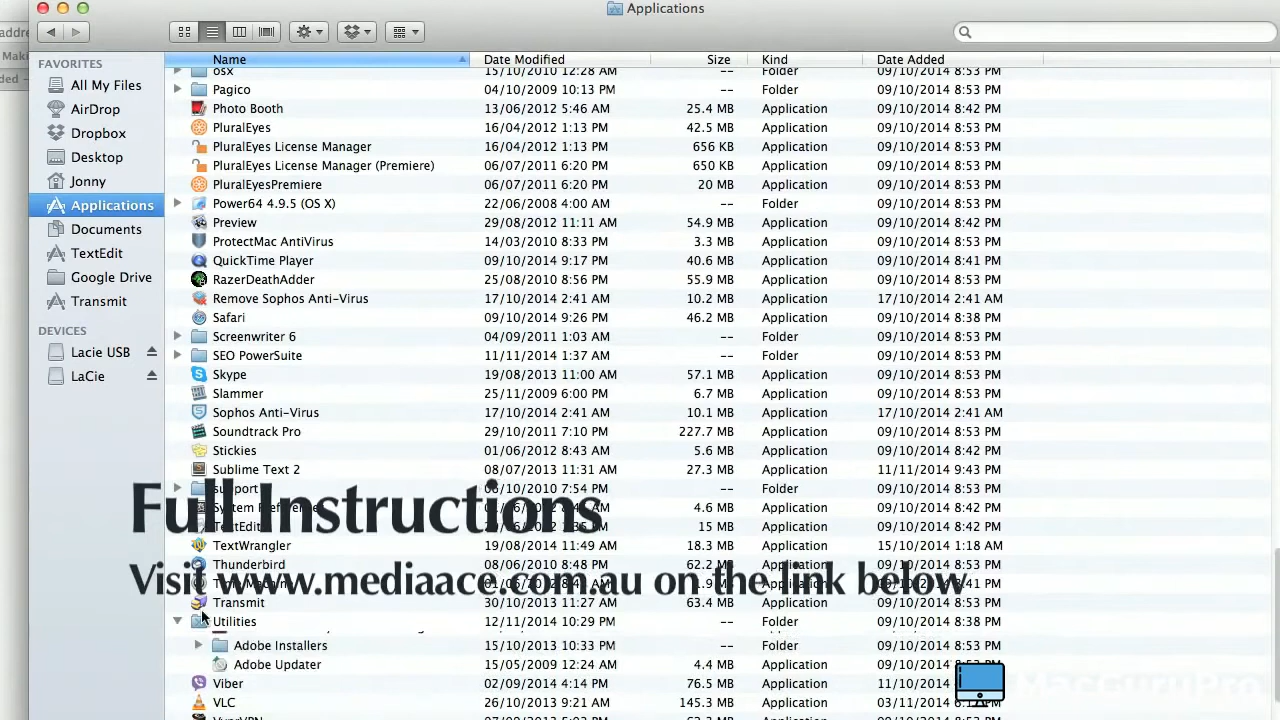 Applications
addre
Maki
ded —
FAVORITES
All My Files
AirDrop
Dropbox
Desktop
Jonny
Applications
Documents
TextEdit
Google Drive
Transmit
DEVICES
Lacie USB
LaCie
Name Date Modified Size Kind Date Added
osx 15/10/2010 12:28 AM -- Folder 09/10/2014 8:53 PM
Pagico 04/10/2009 10:13 PM -- Folder 09/10/2014 8:53 PM
Photo Booth 13/06/2012 5:46 AM 25.4 MB Application 09/10/2014 8:42 PM
PluralEyes 16/04/2012 1:13 PM 42.5 MB Application 09/10/2014 8:53 PM
PluralEyes License Manager 16/04/2012 1:13 PM 656 KB Application 09/10/2014 8:53 PM
PluralEyes License Manager (Premiere) 06/07/2011 6:20 PM 650 KB Application 09/10/2014 8:53 PM
PluralEyesPremiere 06/07/2011 6:20 PM 20 MB Application 09/10/2014 8:53 PM
Power64 4.9.5 (OS X) 22/06/2008 4:00 AM -- Folder 09/10/2014 8:53 PM
Preview 29/08/2012 11:11 AM 54.9 MB Application 09/10/2014 8:42 PM
ProtectMac AntiVirus 14/03/2010 8:33 PM 3.3 MB Application 09/10/2014 8:53 PM
QuickTime Player 09/10/2014 9:17 PM 40.6 MB Application 09/10/2014 8:41 PM
RazerDeathAdder 25/08/2010 8:56 PM 55.9 MB Application 09/10/2014 8:53 PM
Remove Sophos Anti-Virus 17/10/2014 2:41 AM 10.2 MB Application 17/10/2014 2:41 AM
Safari 09/10/2014 9:26 PM 46.2 MB Application 09/10/2014 8:38 PM
Screenwriter 6 04/09/2011 1:03 AM -- Folder 09/10/2014 8:53 PM
SEO PowerSuite 11/11/2014 1:37 AM -- Folder 09/10/2014 8:53 PM
Skype 19/08/2013 11:00 AM 57.1 MB Application 09/10/2014 8:53 PM
Slammer 25/11/2009 6:00 PM 6.7 MB Application 09/10/2014 8:53 PM
Sophos Anti-Virus 17/10/2014 2:41 AM 10.1 MB Application 17/10/2014 2:41 AM
Soundtrack Pro 29/10/2011 7:10 PM 227.7 MB Application 09/10/2014 8:53 PM
Stickies 01/06/2012 8:43 AM 5.6 MB Application 09/10/2014 8:53 PM
Sublime Text 2 08/07/2013 11:31 AM 27.3 MB Application 11/11/2014 9:43 PM
support 06/10/2010 7:54 PM -- Folder 09/10/2014 8:53 PM
4.6 MB Application 09/10/2014 8:42 PM
Full Instructions
TextEdit 15 MB Application 09/10/2014 8:42 PM
TextWrangler 19/08/2014 11:49 AM 18.3 MB Application 15/10/2014 1:18 AM
Thunderbird 08/06/2010 8:48 PM 62.2 MB Application 09/10/2014 8:53 PM
Visit www.mediaace.com.au on the link below
Transmit 30/10/2013 11:27 AM 63.4 MB Application 09/10/2014 8:53 PM
Utilities 12/11/2014 10:29 PM -- Folder 09/10/2014 8:38 PM
Adobe Installers 15/10/2013 10:33 PM -- Folder 09/10/2014 8:53 PM
Adobe Updater 15/05/2009 12:24 AM 4.4 MB Application 09/10/2014 8:53 PM
Viber 02/09/2014 4:14 PM 76.5 MB Application 11/10/2014
VLC 26/10/2013 9:21 AM 145.3 MB Application 03/11/2014
MacGuruPro